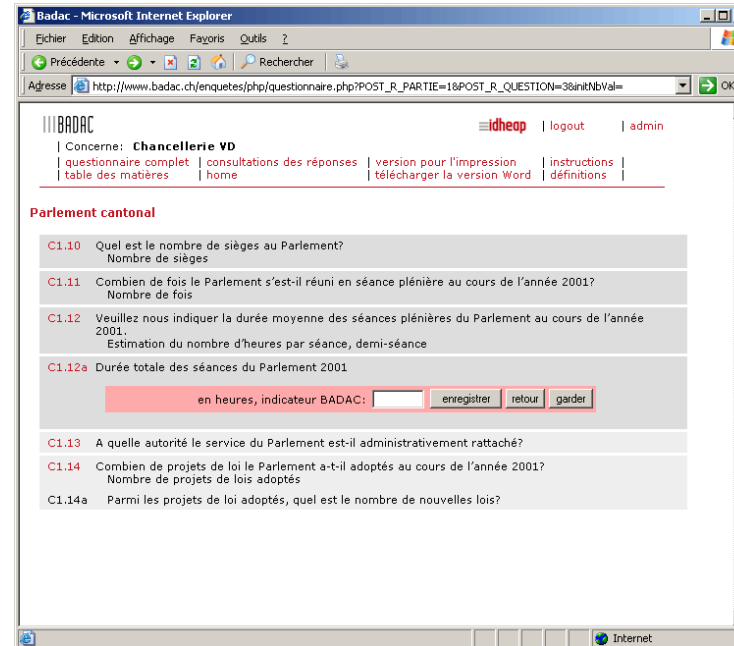 Badac - Microsoft Internet Explorer
Fichier Edition Affichage Favoris Outils ?
Précédente Rechercher
Adresse http://www.badac.ch/enquetes/php/questionnaire.php?POST_R_PARTIE=1&POST_R_QUESTION=3&initNbVal= OK
BADAC idheap | logout | admin
| Concerne: Chancellerie VD
| questionnaire complet | consultations des réponses | version pour l'impression | instructions |
| table des matières | home | télécharger la version Word | définitions |
Parlement cantonal
C1.10 Quel est le nombre de sièges au Parlement?
Nombre de sièges
C1.11 Combien de fois le Parlement s'est-il réuni en séance plénière au cours de l'année 2001?
Nombre de fois
C1.12 Veuillez nous indiquer la durée moyenne des séances plénières du Parlement au cours de l'année
2001.
Estimation du nombre d'heures par séance, demi-séance
C1.12a Durée totale des séances du Parlement 2001
en heures, indicateur BADAC: enregistrer retour garder
C1.13 A quelle autorité le service du Parlement est-il administrativement rattaché?
C1.14 Combien de projets de loi le Parlement a-t-il adoptés au cours de l'année 2001?
Nombre de projets de lois adoptés
C1.14a Parmi les projets de loi adoptés, quel est le nombre de nouvelles lois?
Internet